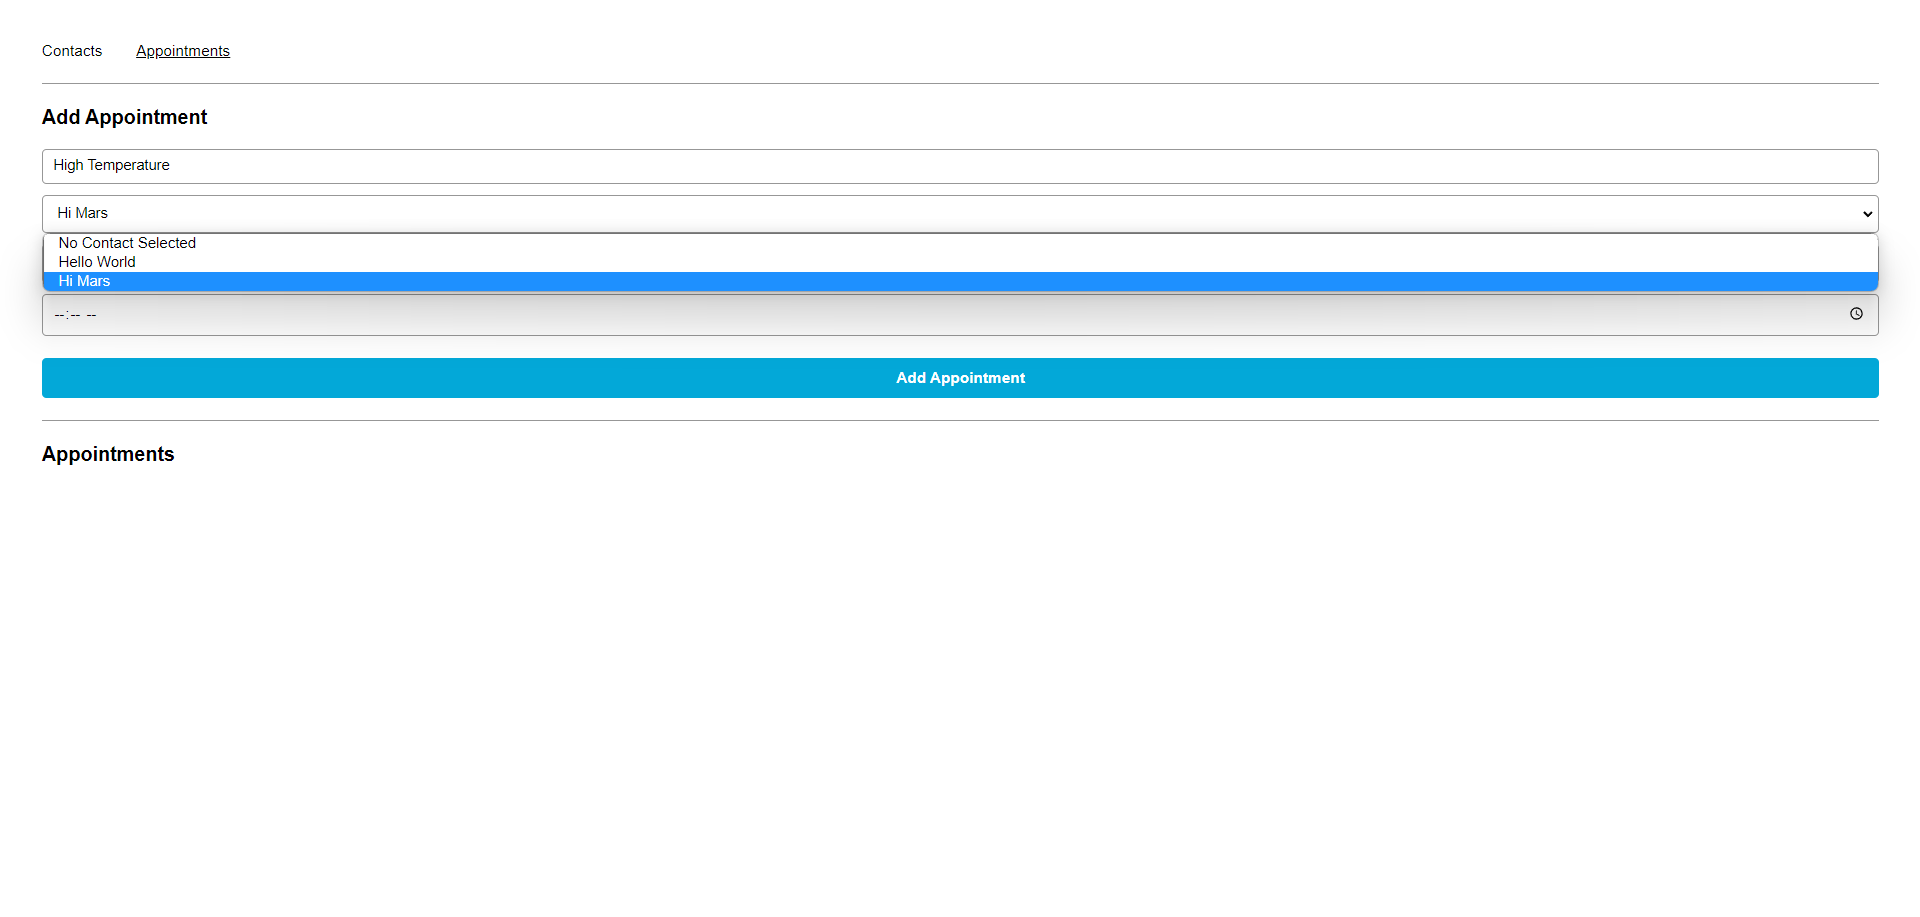 Contacts Appointments
Add Appointment
High Temperature
Hi Mars
No Contact Selected
Hello World
Hi Mars
--:-- --
Add Appointment
Appointments